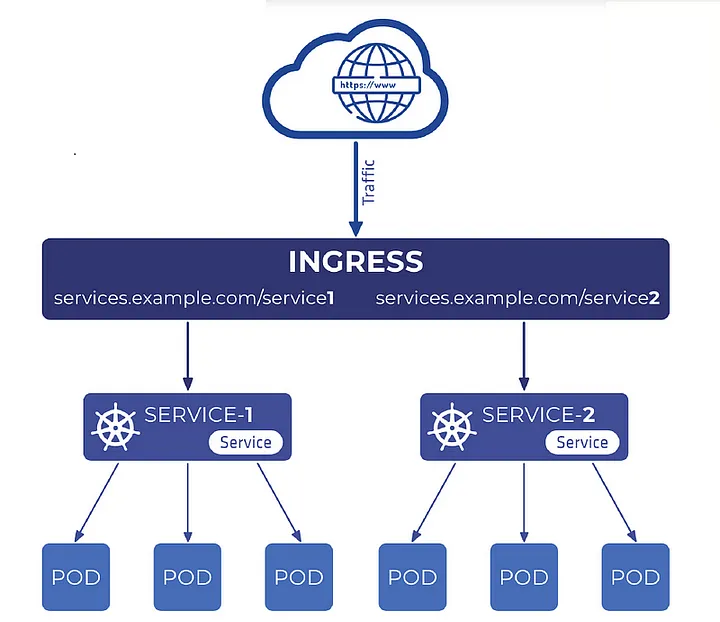 https://www
Traffic
INGRESS
services.example.com/service1 services.example.com/service2
SERVICE-1 SERVICE-2
Service Service
POD POD POD POD POD POD